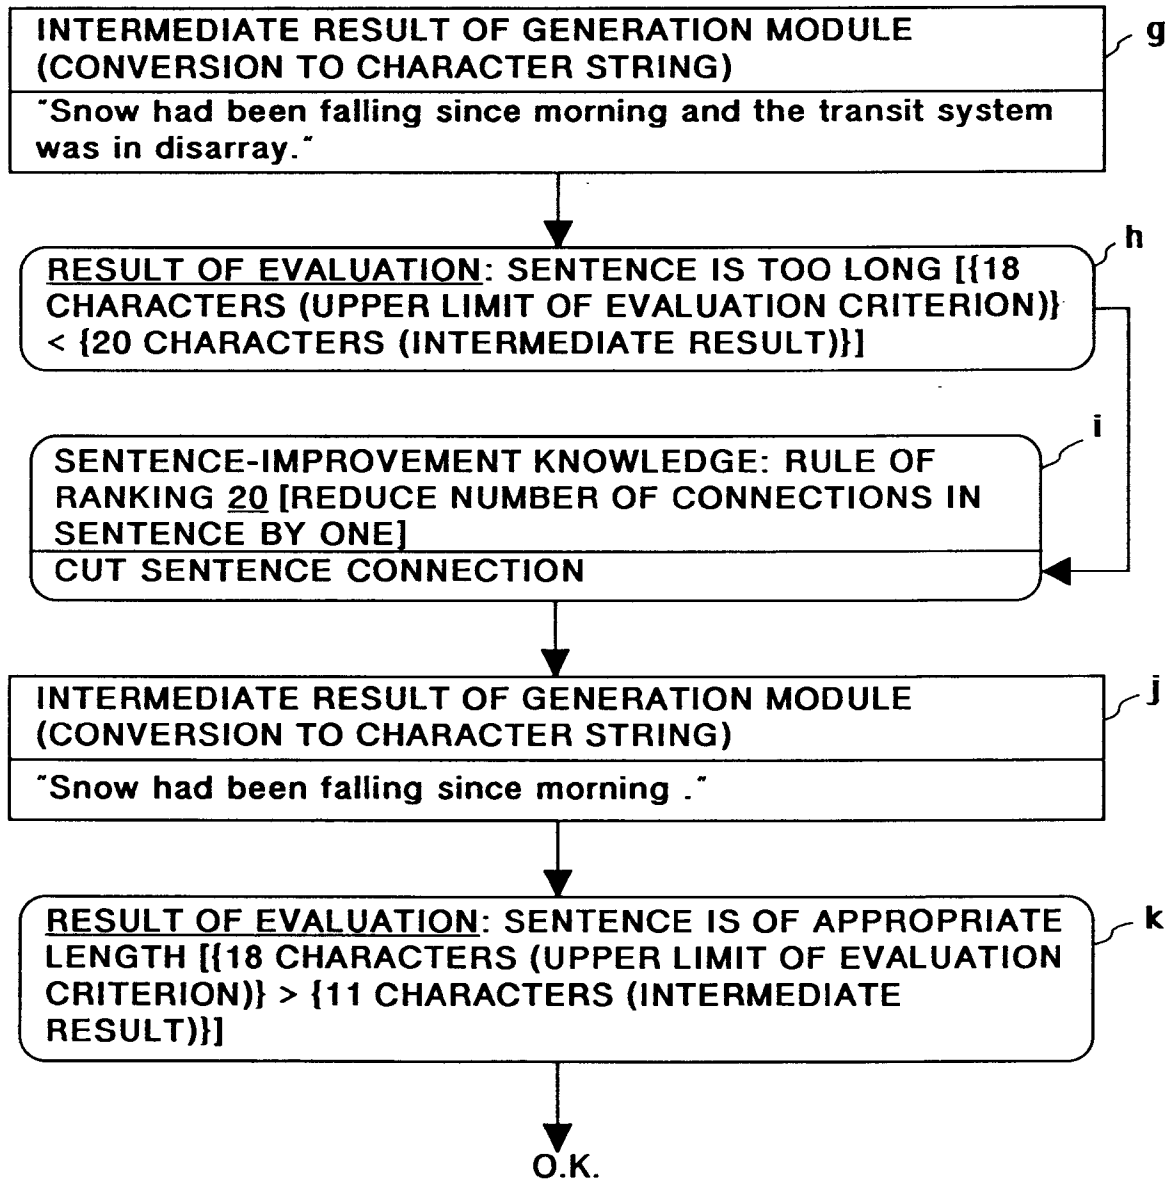 INTERMEDIATE RESULT OF GENERATION MODULE
(CONVERSION TO CHARACTER STRING)
g
"Snow had been falling since morning and the transit system
was in disarray."
h
RESULT OF EVALUATION: SENTENCE IS TOO LONG [{18
CHARACTERS (UPPER LIMIT OF EVALUATION CRITERION)}
< {20 CHARACTERS (INTERMEDIATE RESULT)}]
i
SENTENCE-IMPROVEMENT KNOWLEDGE: RULE OF
RANKING 20 [REDUCE NUMBER OF CONNECTIONS IN
SENTENCE BY ONE]
CUT SENTENCE CONNECTION
INTERMEDIATE RESULT OF GENERATION MODULE
(CONVERSION TO CHARACTER STRING)
j
"Snow had been falling since morning ."
RESULT OF EVALUATION: SENTENCE IS OF APPROPRIATE
LENGTH [{18 CHARACTERS (UPPER LIMIT OF EVALUATION
CRITERION)} > {11 CHARACTERS (INTERMEDIATE
RESULT)}]
k
O.K.